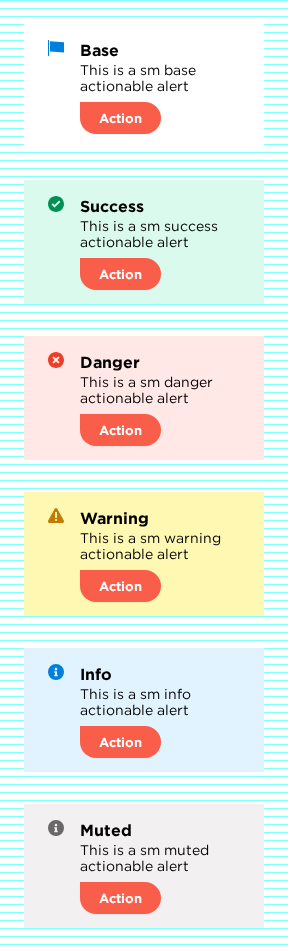 Base
This is a sm base
actionable alert
Action
Success
This is a sm success
actionable alert
Action
Danger
This is a sm danger
actionable alert
Action
Warning
This is a sm warning
actionable alert
Action
Info
This is a sm info
actionable alert
Action
Muted
This is a sm muted
actionable alert
Action